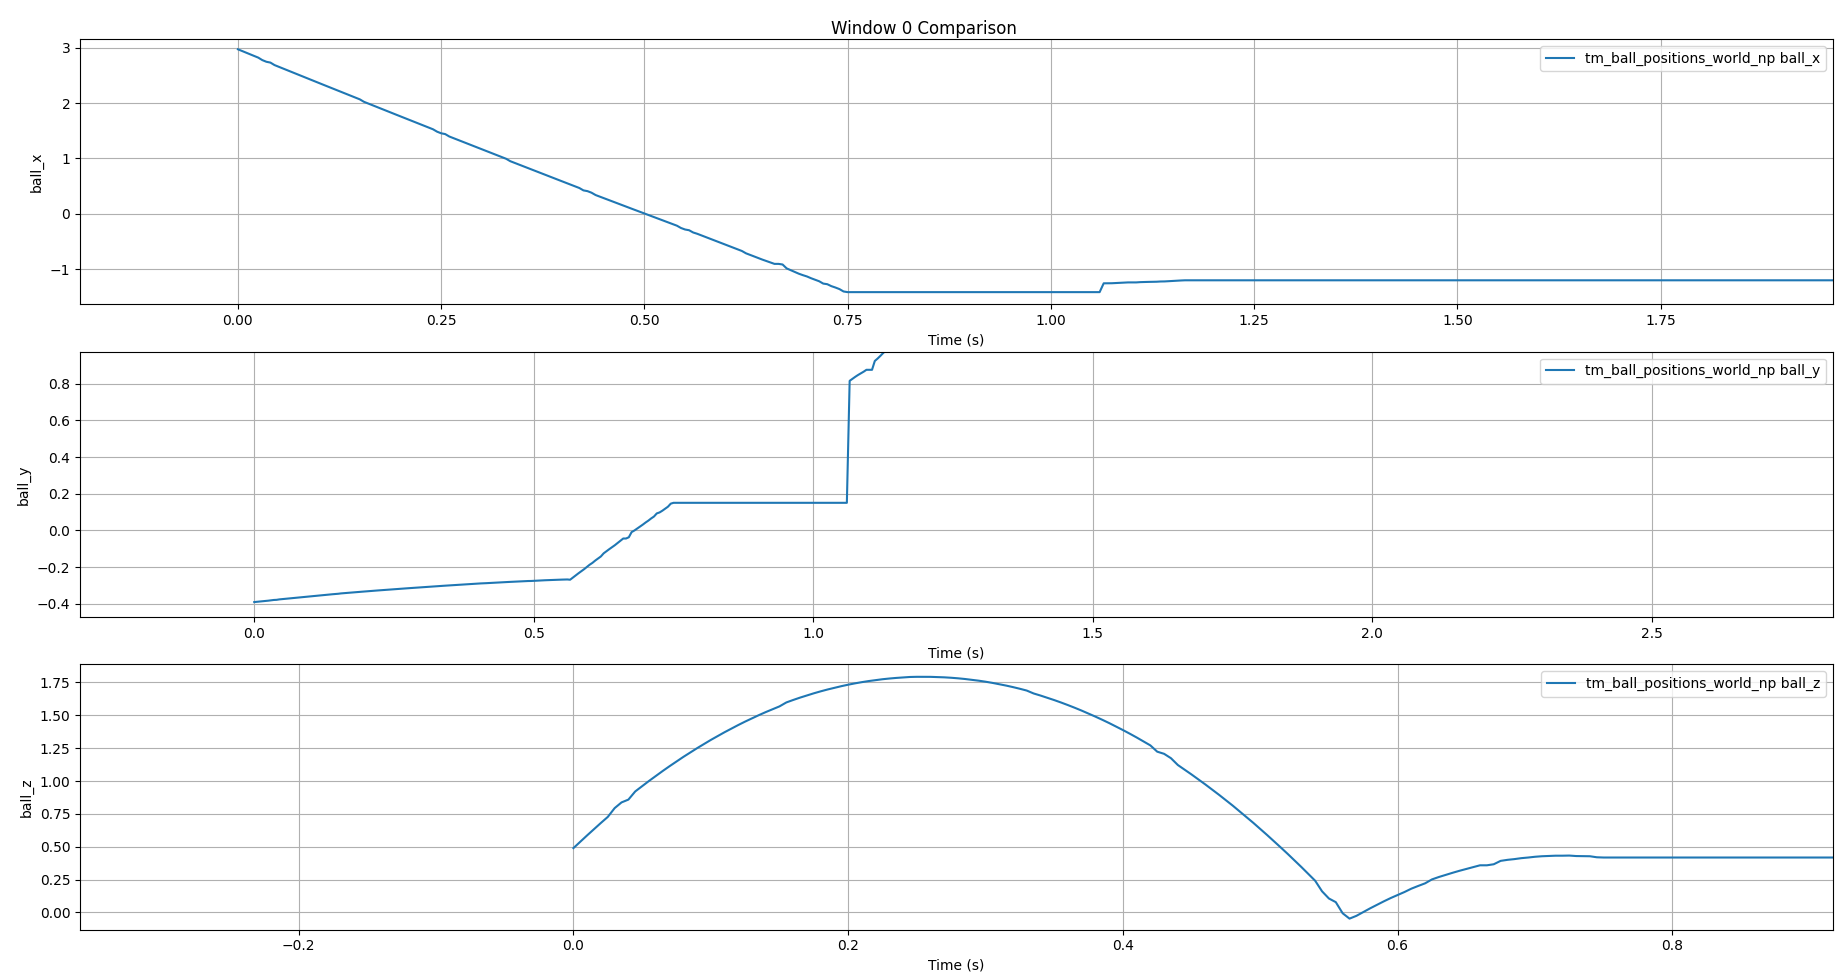 Window 0 Comparison
3
2
1
0
−1
ball_x
tm_ball_positions_world_np ball_x
0.00 0.25 0.50 0.75 1.00 1.25 1.50 1.75
Time (s)
0.8
0.6
0.4
0.2
0.0
−0.2
−0.4
ball_y
tm_ball_positions_world_np ball_y
0.0 0.5 1.0 1.5 2.0 2.5
Time (s)
1.75
1.50
1.25
1.00
0.75
0.50
0.25
0.00
ball_z
tm_ball_positions_world_np ball_z
−0.2 0.0 0.2 0.4 0.6 0.8
Time (s)